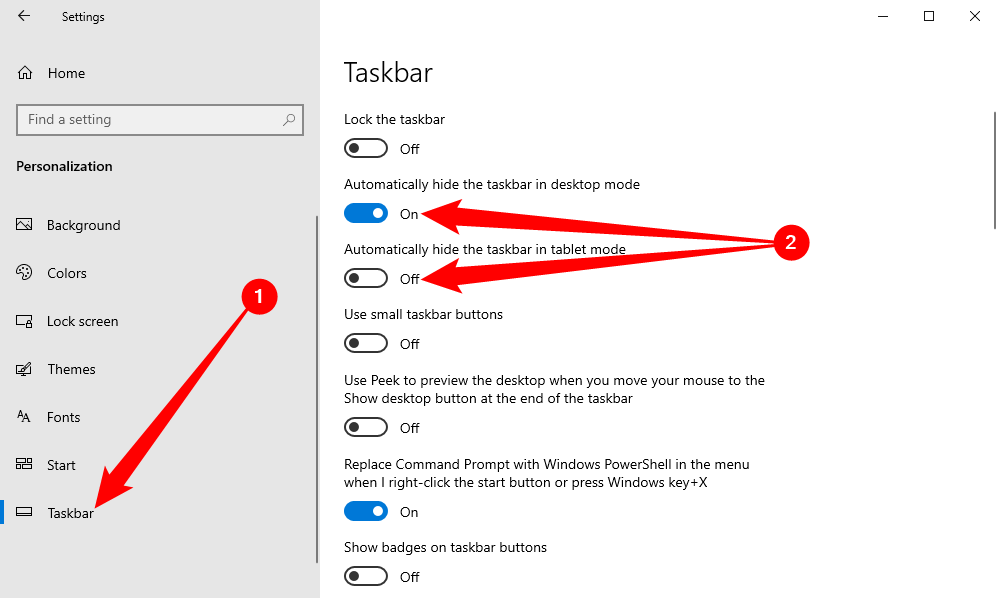 Settings
Home
Find a setting
Personalization
Background
Colors
Lock screen
Themes
Fonts
Start
Taskbar
1
Taskbar
Lock the taskbar
Off
Automatically hide the taskbar in desktop mode
On
2
Automatically hide the taskbar in tablet mode
Off
Use small taskbar buttons
Off
Use Peek to preview the desktop when you move your mouse to the
Show desktop button at the end of the taskbar
Off
Replace Command Prompt with Windows PowerShell in the menu
when I right-click the start button or press Windows key+X
On
Show badges on taskbar buttons
Off